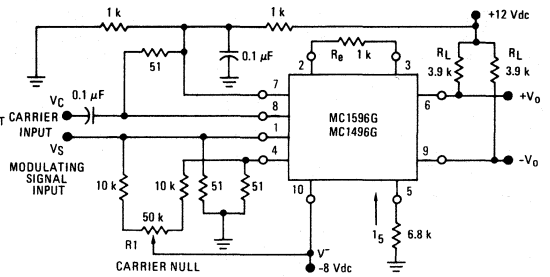 1 k
1 k
+12 Vdc
51
0.1 µF
Re
1 k
2
3
RL
3.9 k
RL
3.9 k
0.1 µF
VC
T CARRIER
INPUT
VS
MODULATING
SIGNAL
INPUT
7
8
1
4
MC1596G
MC1496G
6
+Vo
9
-Vo
10
5
10 k
10 k
51
51
50 k
R1
CARRIER NULL
I5
6.8 k
V-
-8 Vdc